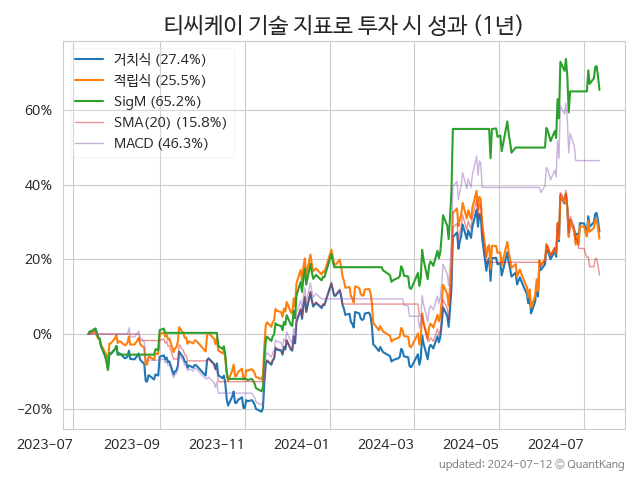 티씨케이 기술 지표로 투자 시 성과 (1년)
거치식 (27.4%)
적립식 (25.5%)
SigM (65.2%)
SMA(20) (15.8%)
MACD (46.3%)
60%
40%
20%
0%
−20%
2023-07 2023-09 2023-11 2024-01 2024-03 2024-05 2024-07
updated: 2024-07-12 © QuantKang